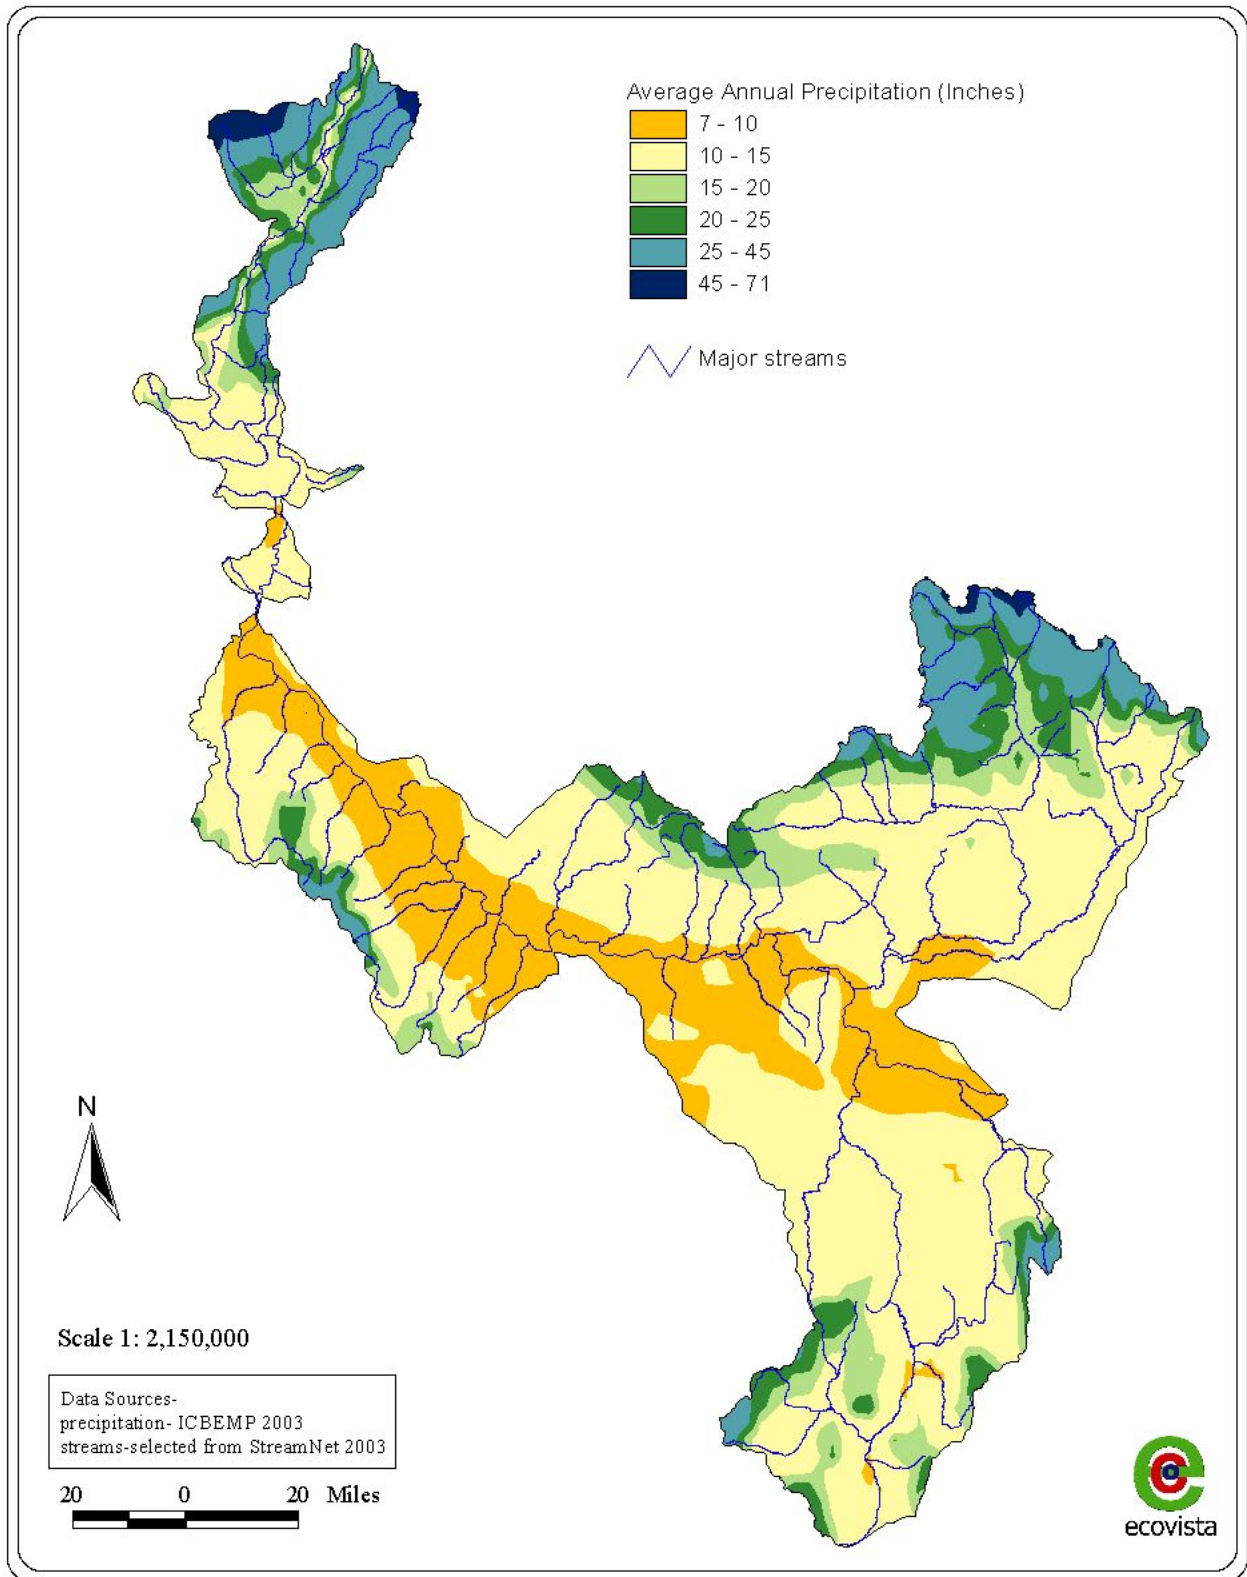 Average Annual Precipitation (Inches)
7 - 10
10 - 15
15 - 20
20 - 25
25 - 45
45 - 71
Major streams
N
Scale 1: 2,150,000
Data Sources-
precipitation- ICBEMP 2003
streams-selected from StreamNet 2003
20 0 20 Miles
ecovista